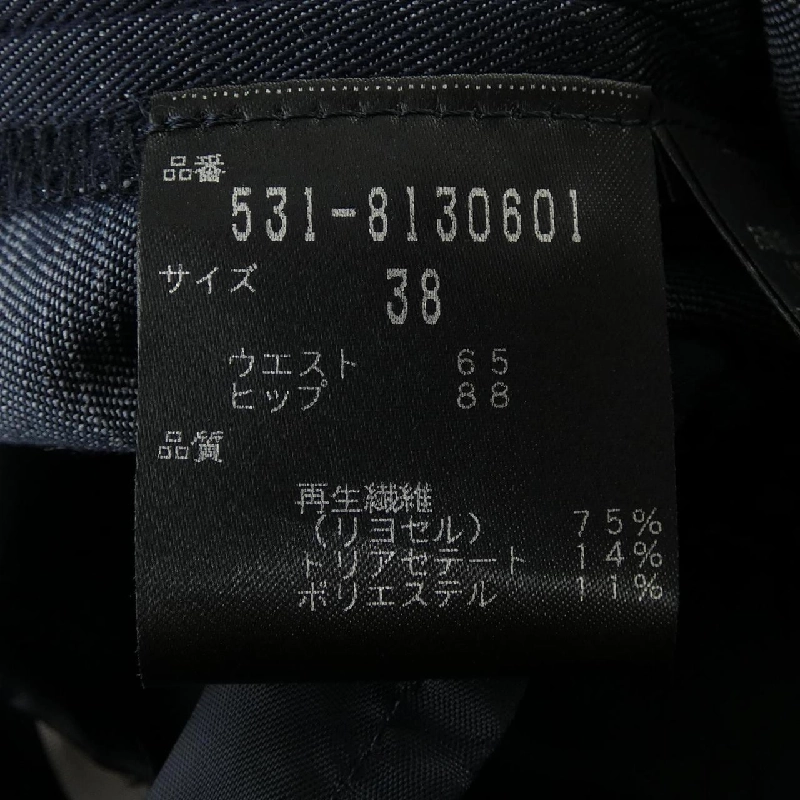 品番
531-8130601
サイズ 38
ウエスト 65
ヒップ 88
品質
再生繊維
（リヨセル） 75%
トリアセテート 14%
ポリエステル 11%